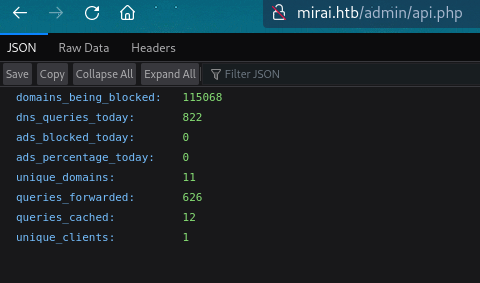 mirai.htb/admin/api.php
JSON Raw Data Headers
Save Copy Collapse All Expand All Filter JSON
domains_being_blocked: 115068
dns_queries_today: 822
ads_blocked_today: 0
ads_percentage_today: 0
unique_domains: 11
queries_forwarded: 626
queries_cached: 12
unique_clients: 1